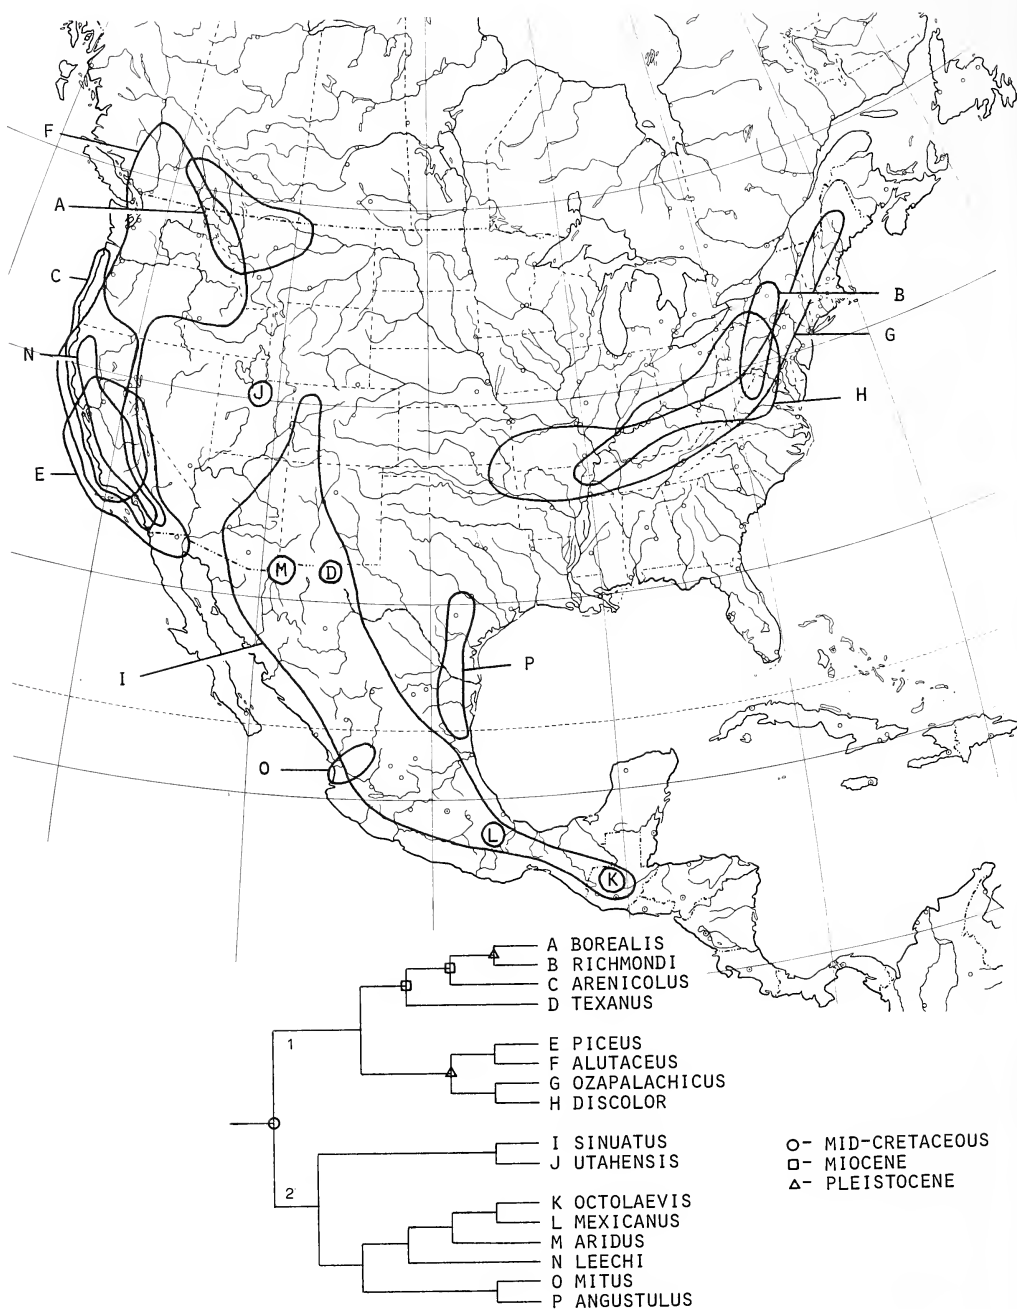 F
A
C
N
E
J
M
D
I
O
L
K
P
B
G
H
A BOREALIS
B RICHMONDI
C ARENICOLUS
D TEXANUS
1
E PICEUS
F ALUTACEUS
G OZAPALACHICUS
H DISCOLOR
I SINUATUS
J UTAHENSIS
2
K OCTOLAEVIS
L MEXICANUS
M ARIDUS
N LEECHI
O MITUS
P ANGUSTULUS
○- MID-CRETACEOUS
□- MIOCENE
△- PLEISTOCENE